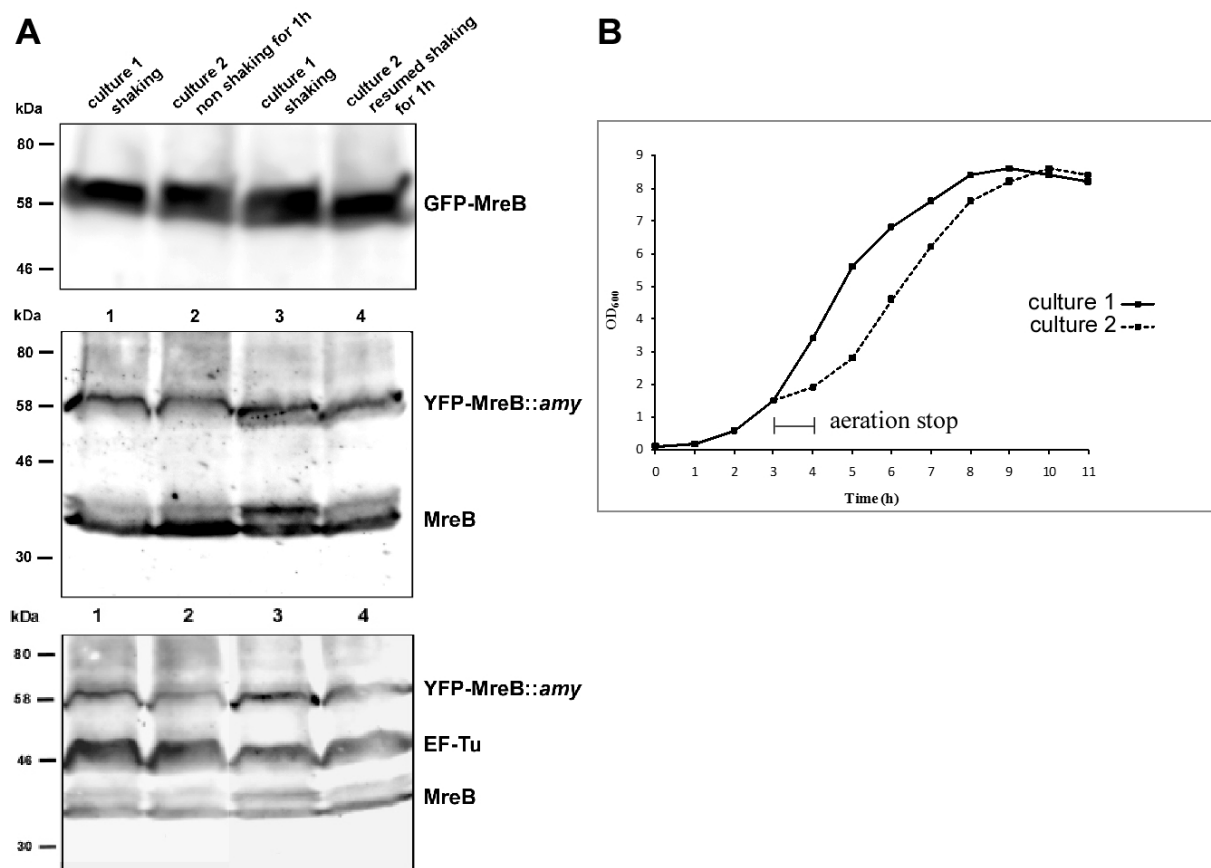 A
culture 1
shaking
culture 2
non shaking for 1h
culture 1
shaking
culture 2
resumed shaking
for 1h
kDa
80
58
46
GFP-MreB
kDa
1 2 3 4
80
58
46
30
YFP-MreB::amy
MreB
kDa
1 2 3 4
80
58
46
30
YFP-MreB::amy
EF-Tu
MreB
B
9
8
7
6
5
4
3
2
1
0
OD600
0 1 2 3 4 5 6 7 8 9 10 11
Time (h)
aeration stop
culture 1
culture 2